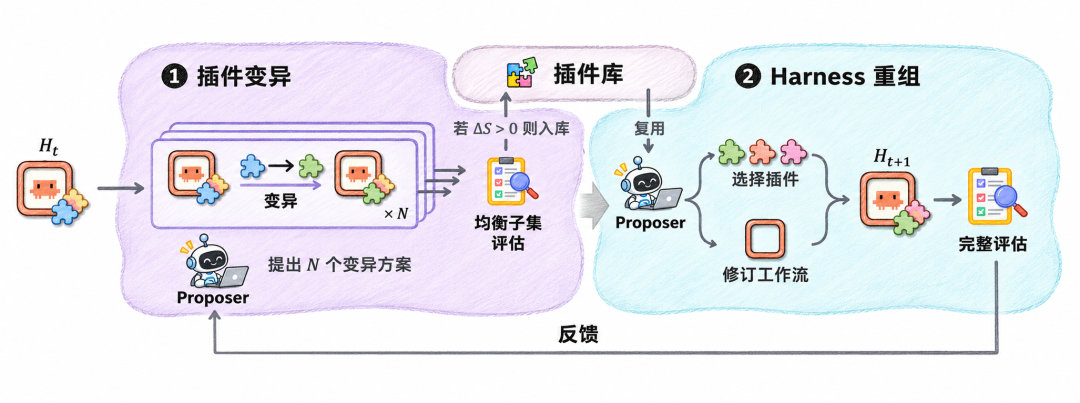 ❶ 插件变异
插件库
❷ Harness 重组
若 ΔS > 0 则入库
复用
H_t
变异
× N
均衡子集
评估
Proposer
提出 N 个变异方案
Proposer
选择插件
修订工作流
H_{t+1}
完整评估
反馈